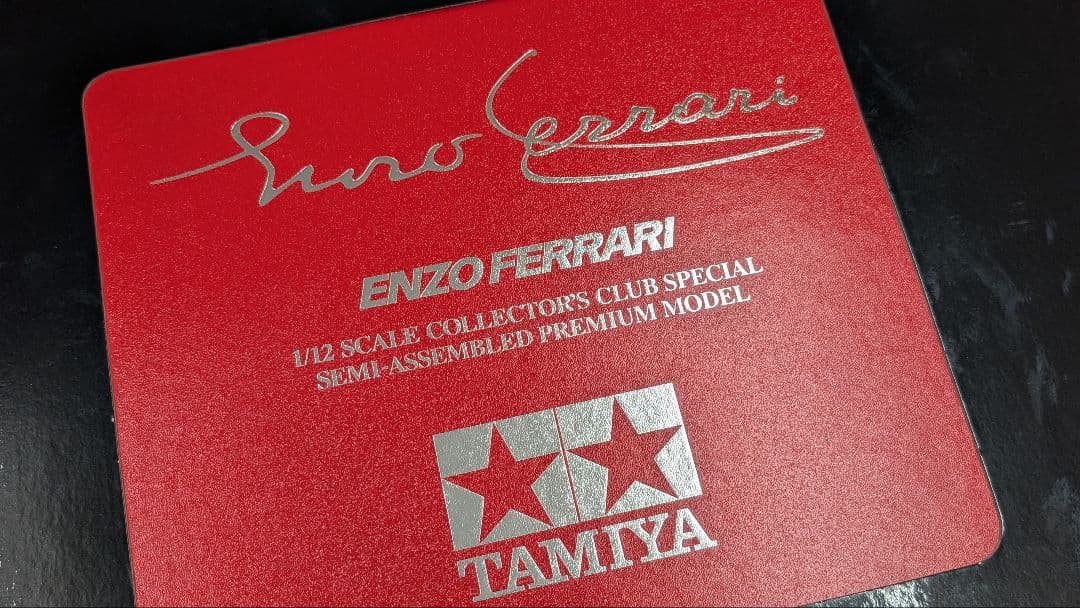 Enzo Ferrari
ENZO FERRARI
1/12 SCALE COLLECTOR'S CLUB SPECIAL
SEMI-ASSEMBLED PREMIUM MODEL
TAMIYA